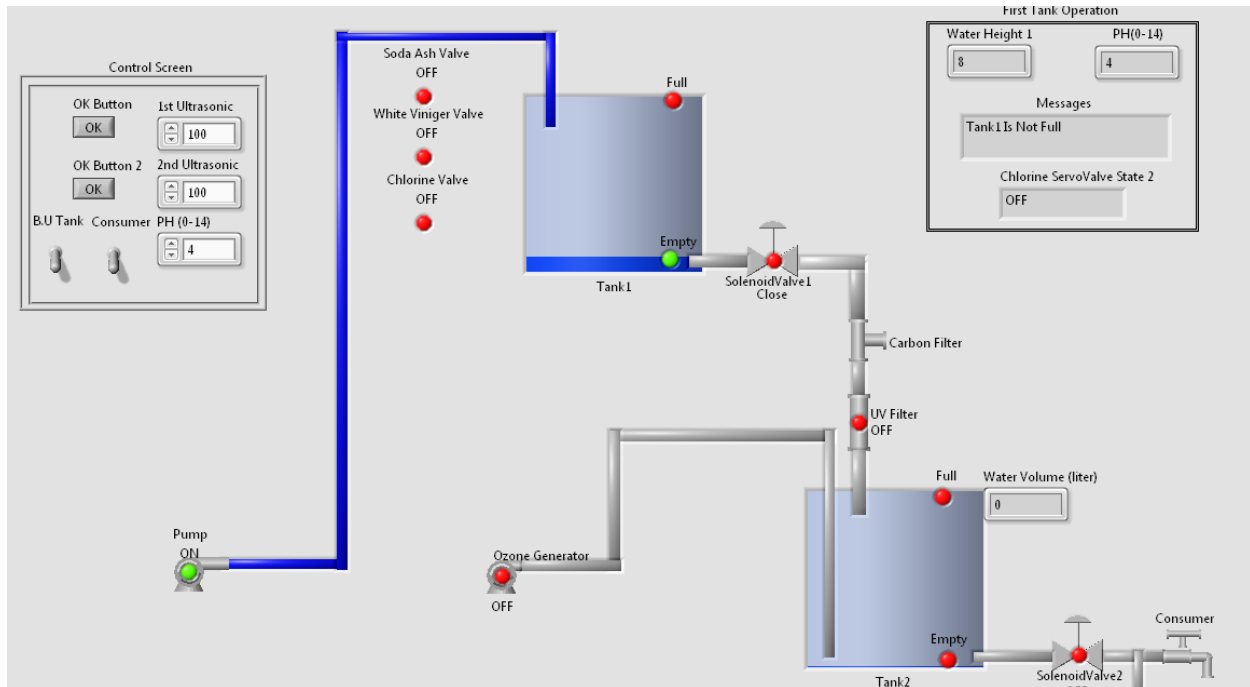 First Tank Operation
Water Height 1
PH(0-14)
8
4
Messages
Tank1 Is Not Full
Chlorine ServoValve State 2
OFF
Control Screen
OK Button
1st Ultrasonic
OK
100
OK Button 2
2nd Ultrasonic
OK
100
B.U Tank
Consumer
PH (0-14)
4
Soda Ash Valve
OFF
White Viniger Valve
OFF
Chlorine Valve
OFF
Full
Empty
Tank1
SolenoidValve1
Close
Carbon Filter
UV Filter
OFF
Full
Water Volume (liter)
0
Pump
ON
Ozone Generator
OFF
Empty
Tank2
SolenoidValve2
Consumer